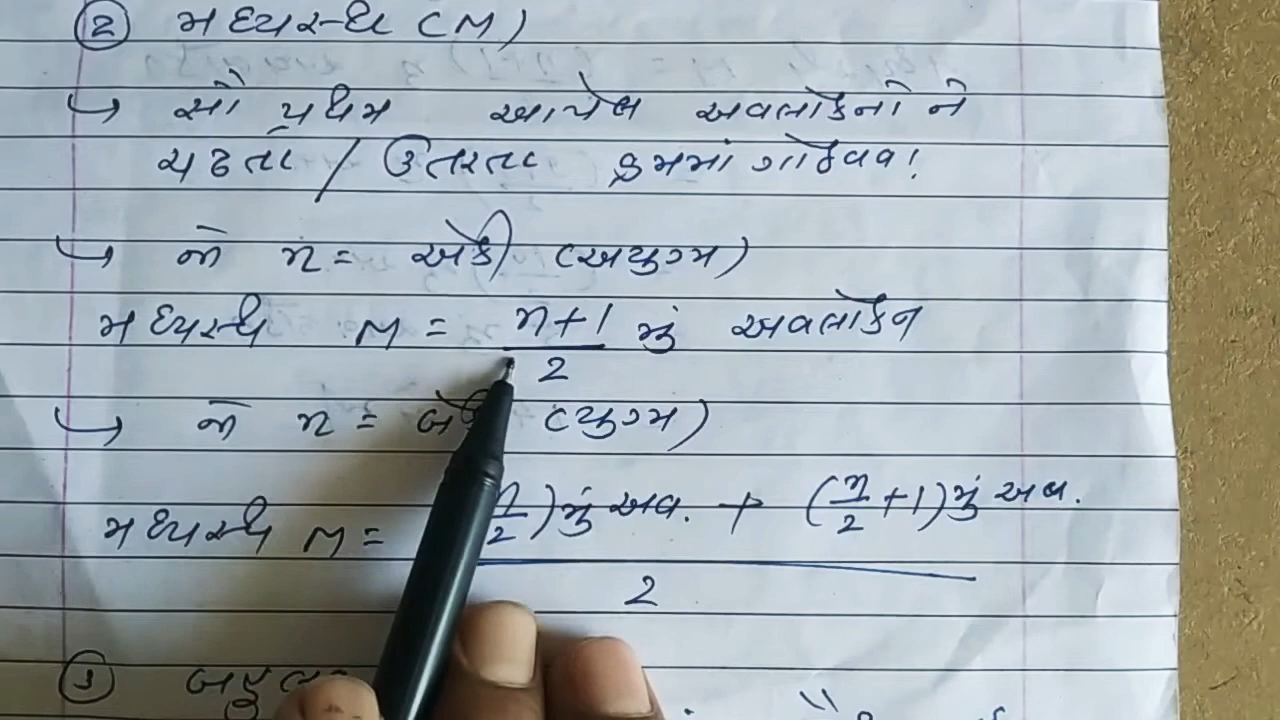 ② મધ્યસ્થ (M)
↳ સૌ પ્રથમ આપેલ અવલોકનો ને
ચઢતા / ઉતરતા ક્રમમાં ગોઠવવા
↳ જો n = એકી (અયુગ્મ)
મધ્યસ્થ M = n+1 / 2 મું અવલોકન
↳ જો n = (યુગ્મ)
મધ્યસ્થ M = n/2) મું અવ. + (n/2 + 1) મું અવ. / 2
③